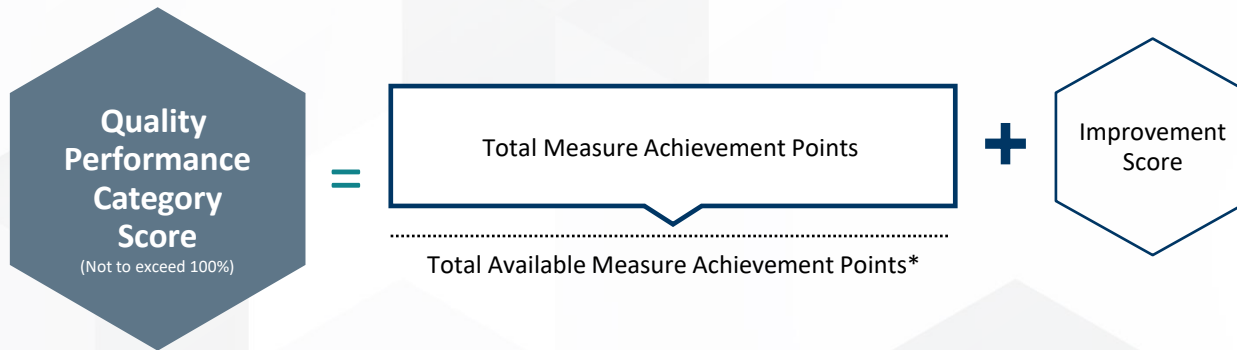 Quality
Performance
Category
Score
(Not to exceed 100%)
=
Total Measure Achievement Points
Total Available Measure Achievement Points*
+
Improvement
Score